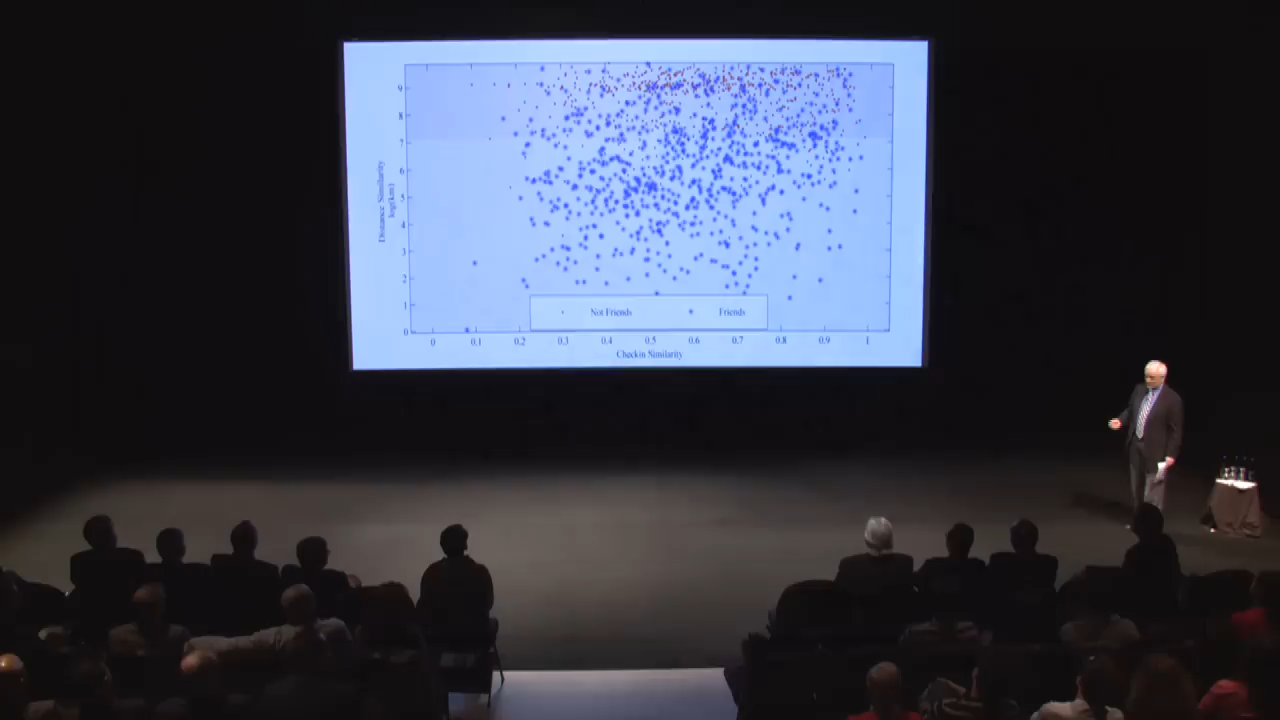 9
8
7
6
5
4
3
2
1
0
Distance Similarity
log(km)
Not Friends
Friends
0 0.1 0.2 0.3 0.4 0.5 0.6 0.7 0.8 0.9 1
Checkin Similarity